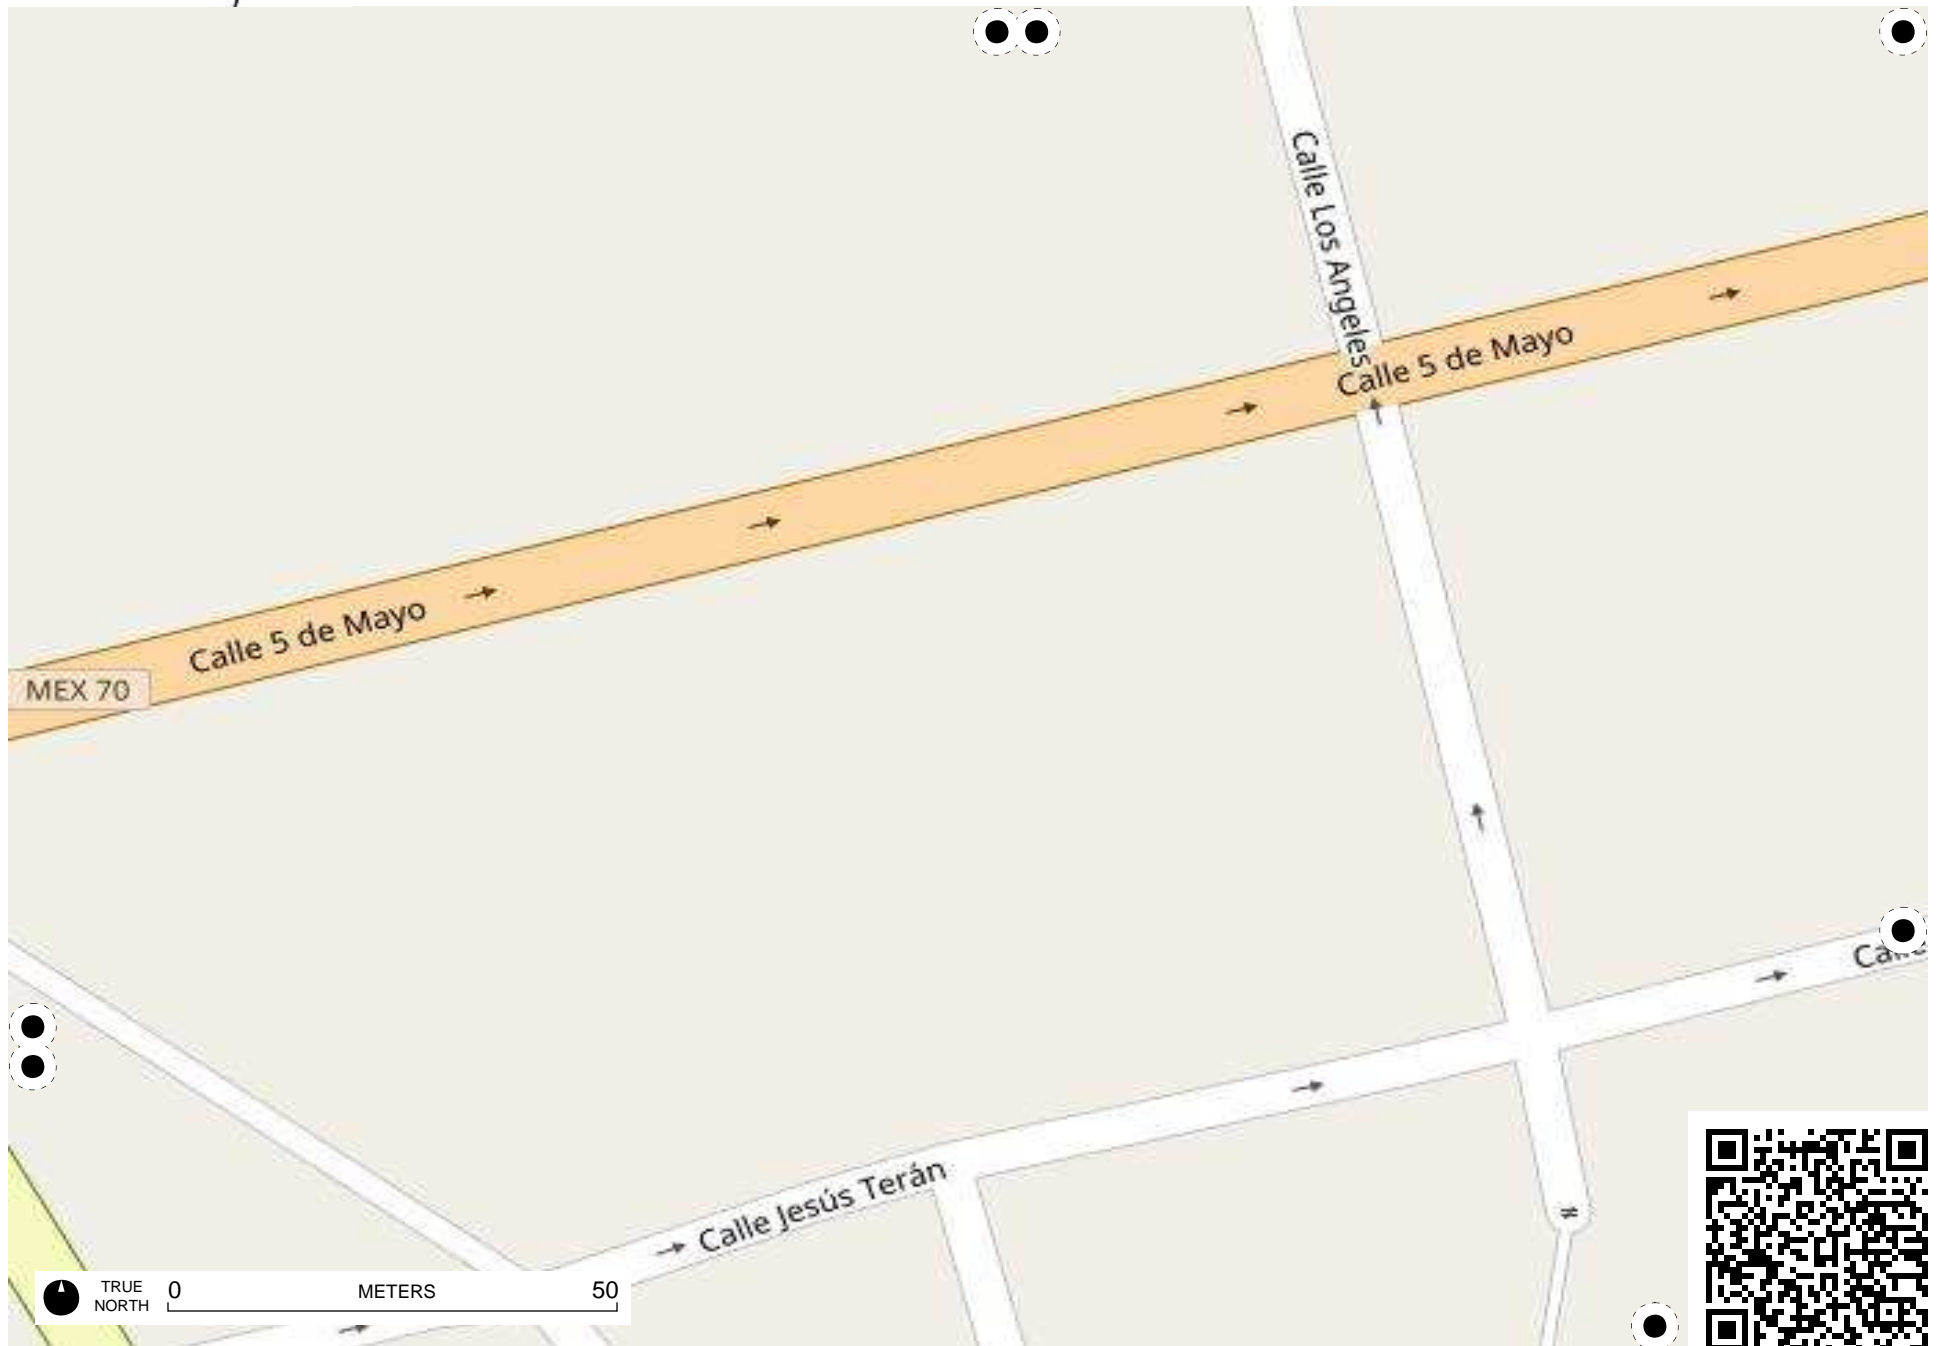 Calle Los Angeles
Calle 5 de Mayo
Calle 5 de Mayo
MEX 70
Calle Jesús Terán
TRUE
NORTH
0
METERS
50